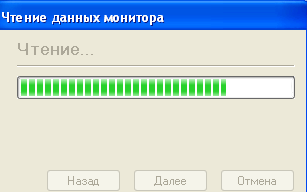 Чтение данных монитора
Чтение...
Назад Далее Отмена